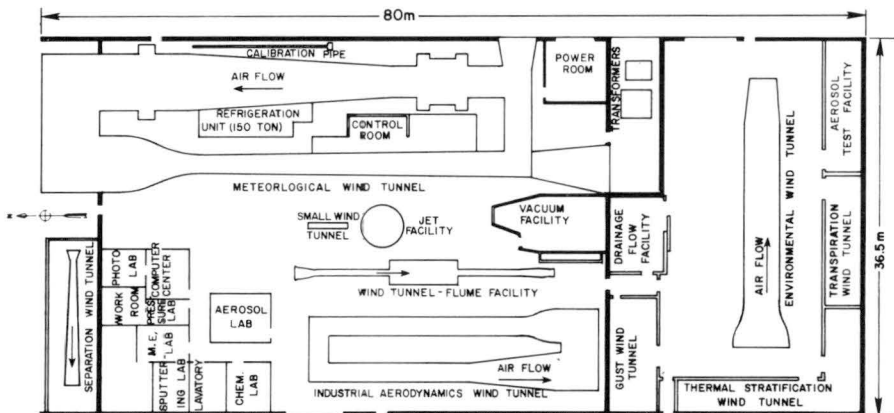 80m
CALIBRATION PIPE
AIR FLOW
REFRIGERATION
UNIT (150 TON)
CONTROL
ROOM
POWER
ROOM
TRANSFORMERS
METEORLOGICAL WIND TUNNEL
AEROSOL
TEST FACILITY
ENVIRONMENTAL WIND TUNNEL
AIR FLOW
TRANSPIRATION
WIND TUNNEL
36.5m
N
SMALL WIND
TUNNEL
JET
FACILITY
VACUUM
FACILITY
DRAINAGE
FLOW
FACILITY
SEPARATION WIND TUNNEL
PHOTO
LAB
COMPUTER
CENTER
WORK
ROOM
PRES-
SURE
LAB
M.E.
LAB
SPUTTER-
ING LAB
LAVATORY
CHEM.
LAB
AEROSOL
LAB
WIND TUNNEL-FLUME FACILITY
AIR FLOW
INDUSTRIAL AERODYNAMICS WIND TUNNEL
GUST WIND
TUNNEL
THERMAL STRATIFICATION
WIND TUNNEL